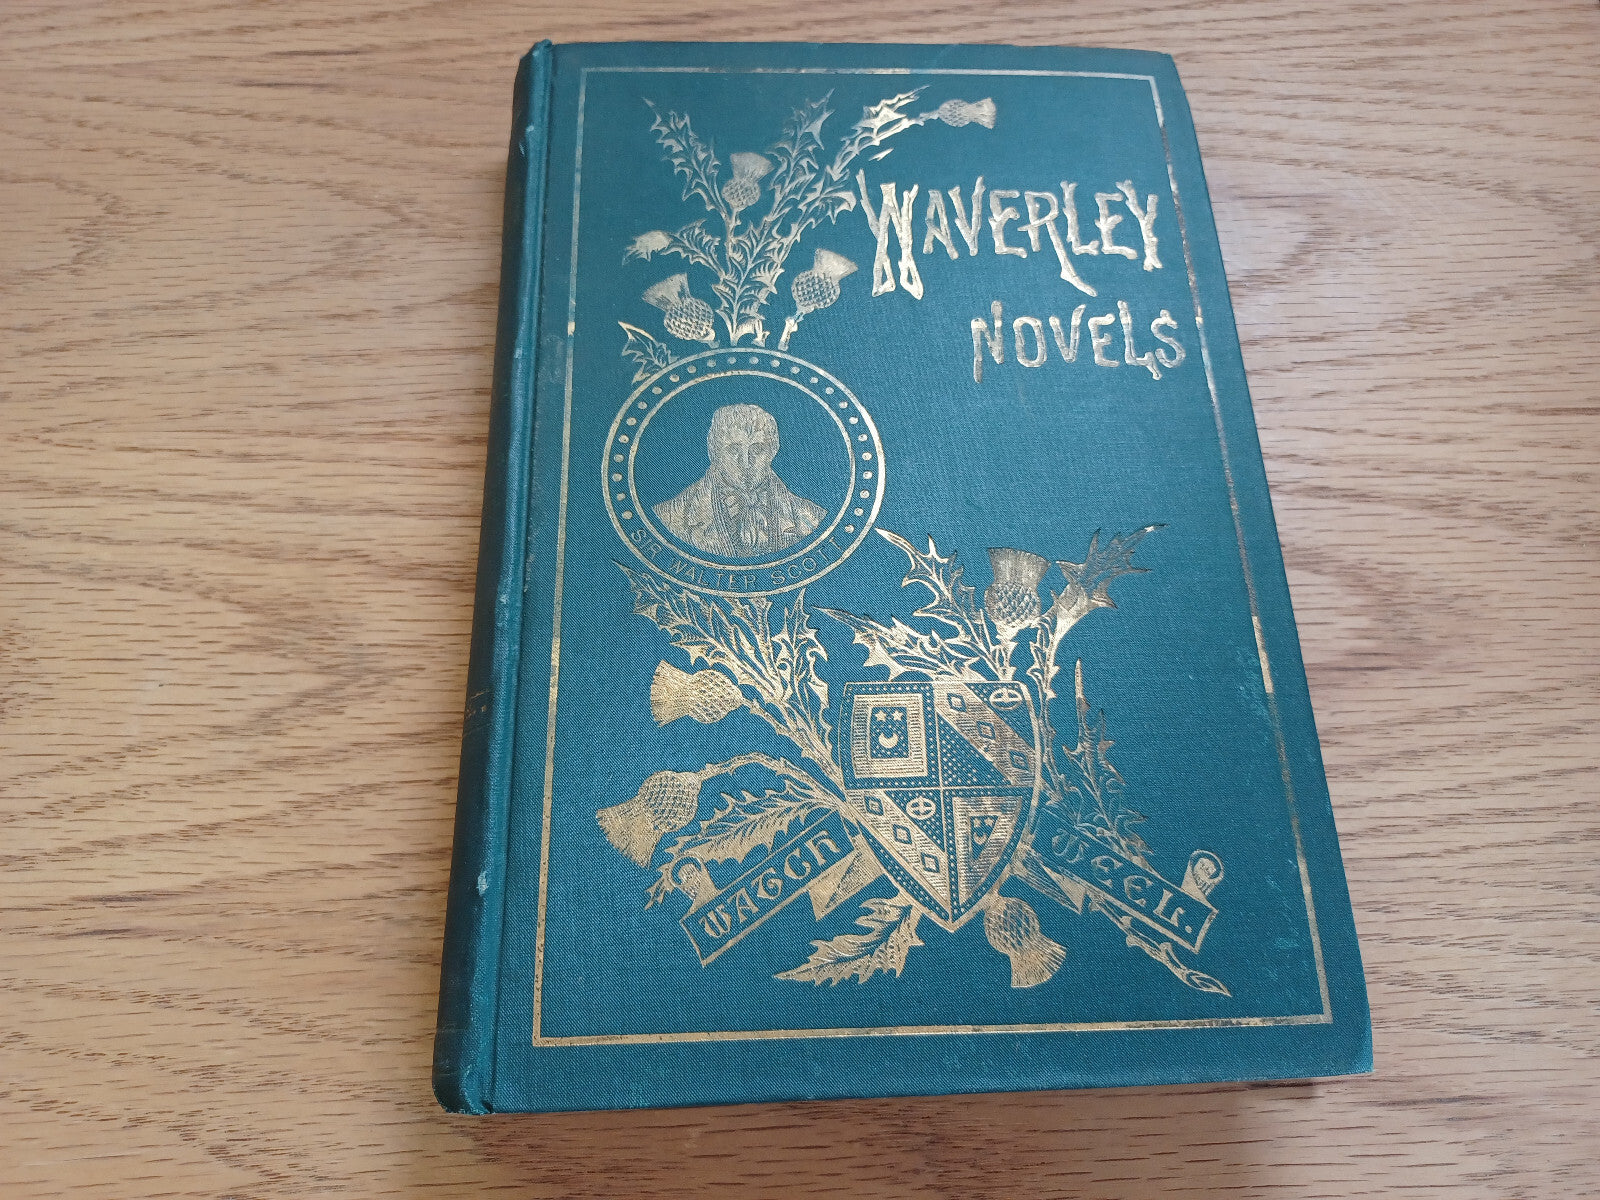 WAVERLEY
NOVELS
SIR WALTER SCOTT
WATCH WEEL.